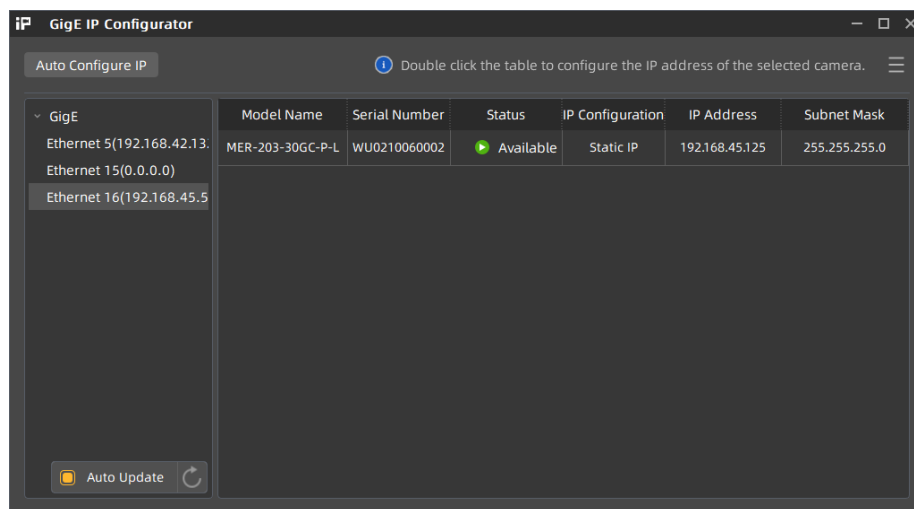 iP GigE IP Configurator
Auto Configure IP
Double click the table to configure the IP address of the selected camera.
GigE
Ethernet 5(192.168.42.13.
Ethernet 15(0.0.0.0)
Ethernet 16(192.168.45.5
Model Name Serial Number Status IP Configuration IP Address Subnet Mask
MER-203-30GC-P-L WU0210060002 Available Static IP 192.168.45.125 255.255.255.0
Auto Update